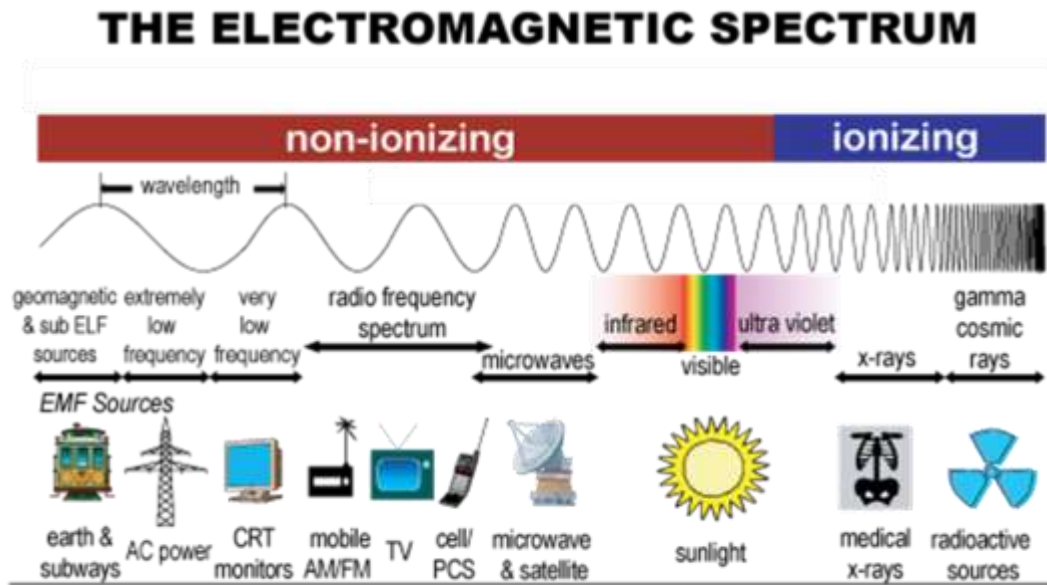 THE ELECTROMAGNETIC SPECTRUM
non-ionizing
ionizing
wavelength
geomagnetic
& sub ELF
sources
extremely
low
frequency
very
low
frequency
radio frequency
spectrum
microwaves
infrared
visible
ultra violet
x-rays
gamma
cosmic
rays
EMF Sources
earth &
subways
AC power
CRT
monitors
mobile
AM/FM
TV
cell/
PCS
microwave
& satellite
sunlight
medical
x-rays
radioactive
sources